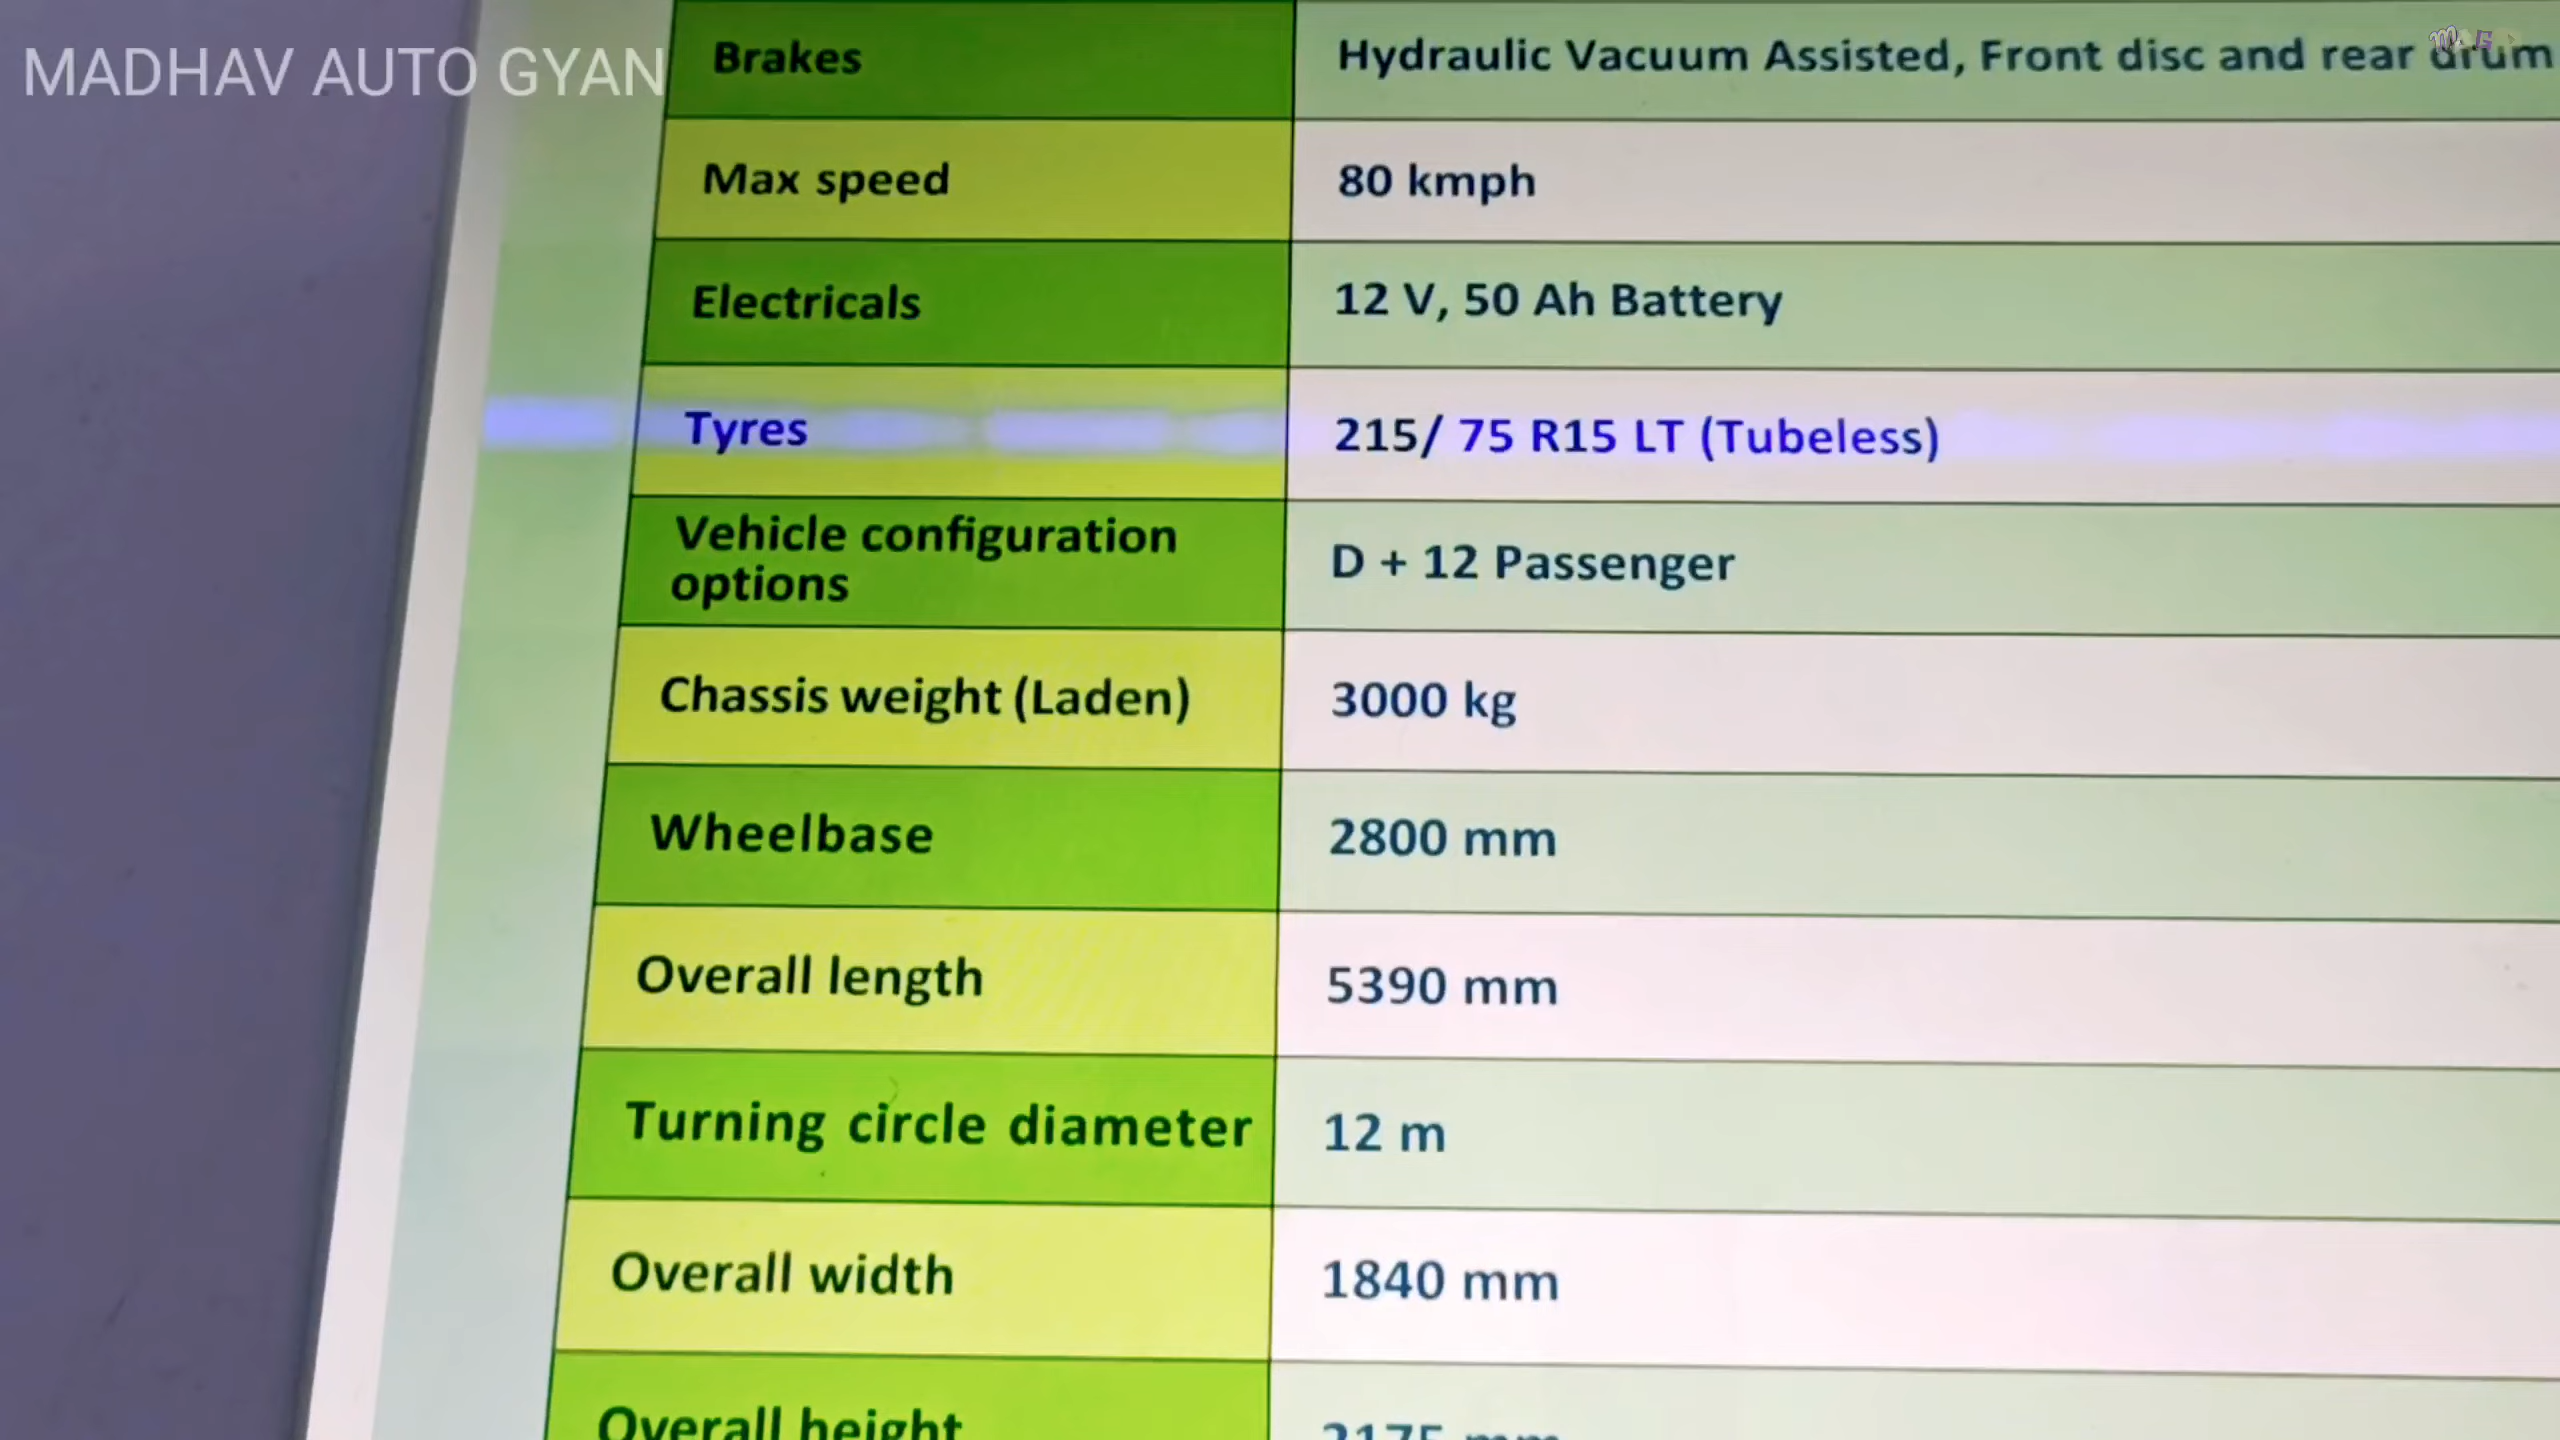 MADHAV AUTO GYAN
Brakes
Hydraulic Vacuum Assisted, Front disc and rear drum
Max speed
80 kmph
Electricals
12 V, 50 Ah Battery
Tyres
215/ 75 R15 LT (Tubeless)
Vehicle configuration
options
D + 12 Passenger
Chassis weight (Laden)
3000 kg
Wheelbase
2800 mm
Overall length
5390 mm
Turning circle diameter
12 m
Overall width
1840 mm
Overall height